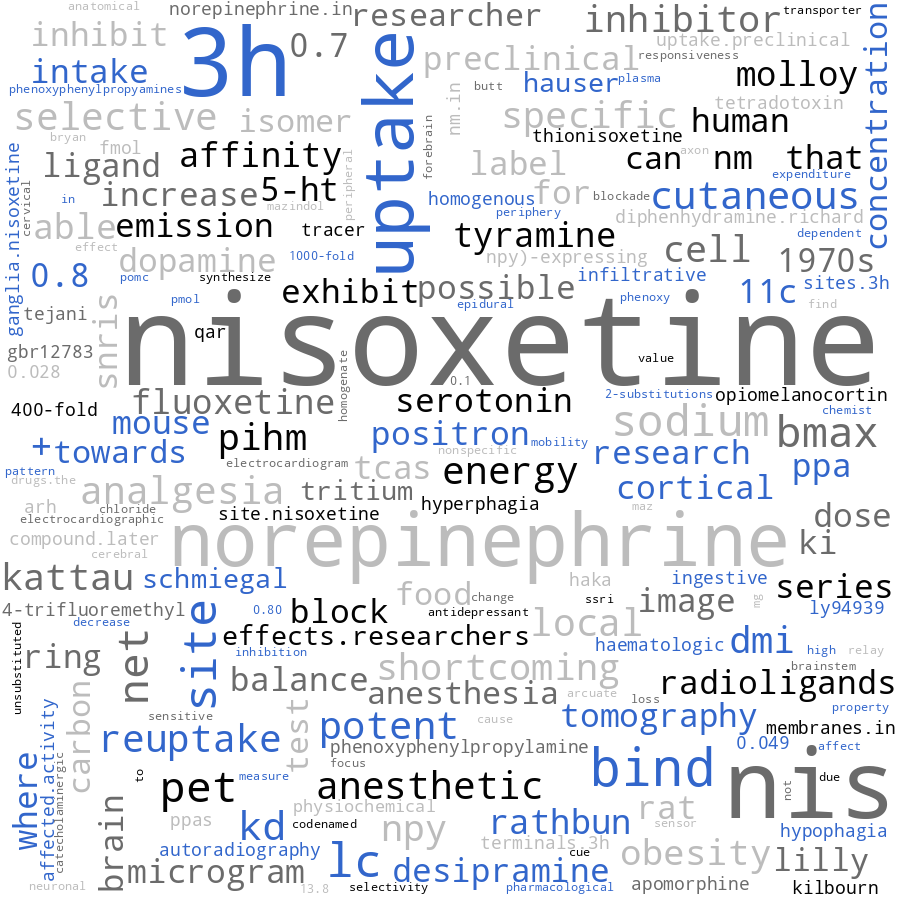 anatomical
norepinephrine.in
researcher
inhibitor
transporter
inhibit
3h
0.7
uptake
preclinical
uptake.preclinical
responsiveness
concentration
intake
phenoxyphenylpropyamines
hauser
plasma
butt
molloy
selective
isomer
nm.in
specific
tetradotoxin
human
thionisoxetine
bryan
fmol
forebrain
ligand
affinity
label
can
axon
nm
that
peripheral
ganglia.nisoxetine
cervical
in
increase
5-ht
mazindol
homogenous
for
blockade
cutaneous
expenditure
able
emission
tracer
periphery
diphenhydramine.richard
effect
tyramine
dependent
dopamine
1000-fold
npy)-expressing
cell
1970s
0.8
pomc
synthesize
exhibit
possible
infiltrative
11c
sites.3h
pmol
epidural
phenoxy
find
tejani
snris
nisoxetine
qar
gbr12783
value
0.028
homogenate
0.1
400-fold
fluoxetine
serotonin
2-substitutions
opiomelanocortin
mouse
sodium
chemist
+
towards
pihm
positron
mobility
bmax
pattern
electrocardiogram
nonspecific
research
drugs.the
tcas
energy
ppa
analgesia
tritium
cortical
arh
chloride
site.nisoxetine
hyperphagia
maz
electrocardiographic
dose
compound.later
norepinephrine
ki
cerebral
kattau
schmiegal
haka
ingestive
series
food
change
ssri
mg
4-trifluoremethyl
site
0.80
block
antidepressant
image
ly94939
decrease
unsubstituted
net
effects.researchers
local
haematologic
dmi
high
relay
ring
inhibition
shortcoming
brainstem
balance
anesthesia
arcuate
loss
radioligands
carbon
sensitive
test
potent
cause
tomography
property
affected.activity
reuptake
phenoxyphenylpropylamine
membranes.in
0.049
affect
Where
catecholaminergic
to
focus
measure
bind
nis
not
due
pet
anesthetic
brain
physiochemical
rat
ppas
kd
codenamed
npy
rathbun
sensor
hypophagia
autoradiography
terminals.3h
lc
cue
obesity
lilly
microgram
desipramine
neuronal
13.8
selectivity
pharmacological
apomorphine
kilbourn